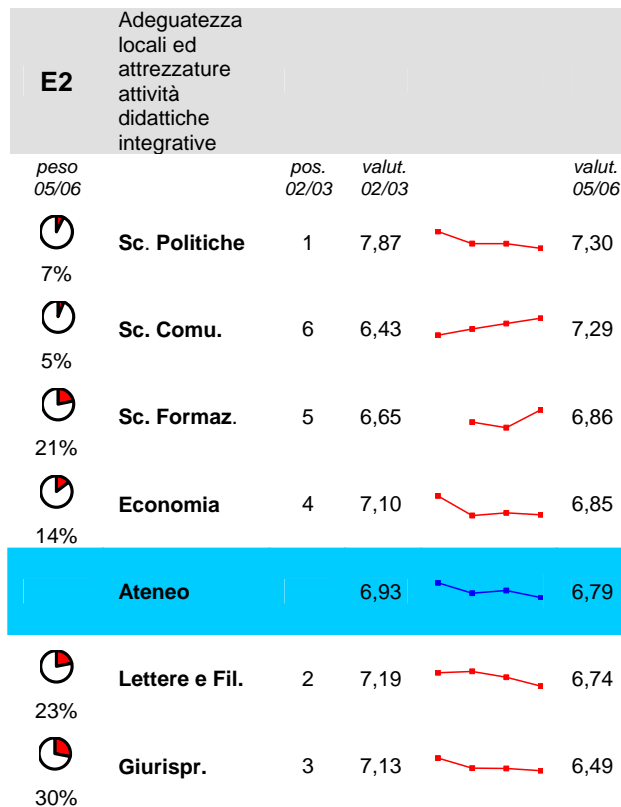 E2
Adeguatezza
locali ed
attrezzature
attività
didattiche
integrative
peso pos. valut. valut.
05/06 02/03 02/03 05/06
Sc. Politiche 1 7,87 7,30
7%
Sc. Comu. 6 6,43 7,29
5%
Sc. Formaz. 5 6,65 6,86
21%
Economia 4 7,10 6,85
14%
Ateneo 6,93 6,79
Lettere e Fil. 2 7,19 6,74
23%
Giurispr. 3 7,13 6,49
30%